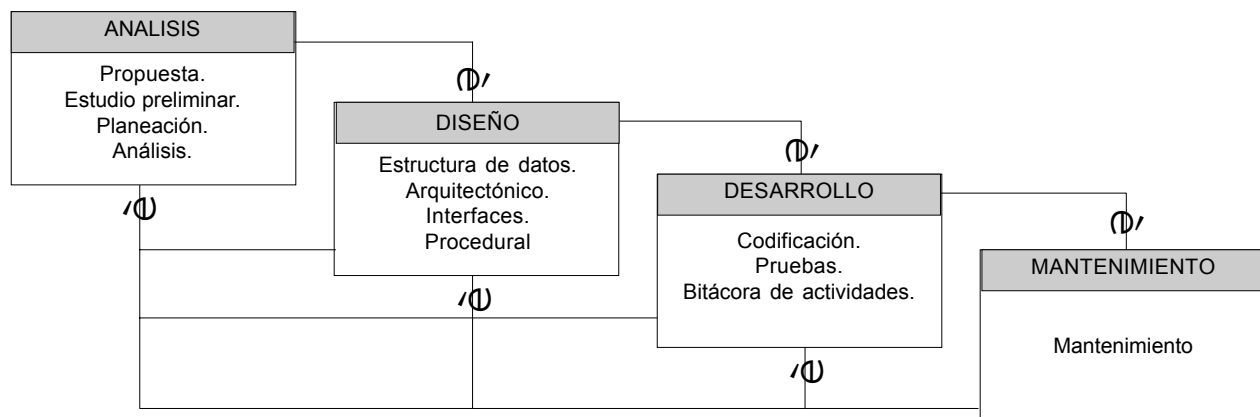 ANALISIS
Propuesta.
Estudio preliminar.
Planeación.
Análisis.
DISEÑO
Estructura de datos.
Arquitectónico.
Interfaces.
Procedural
DESARROLLO
Codificación.
Pruebas.
Bitácora de actividades.
MANTENIMIENTO
Mantenimiento